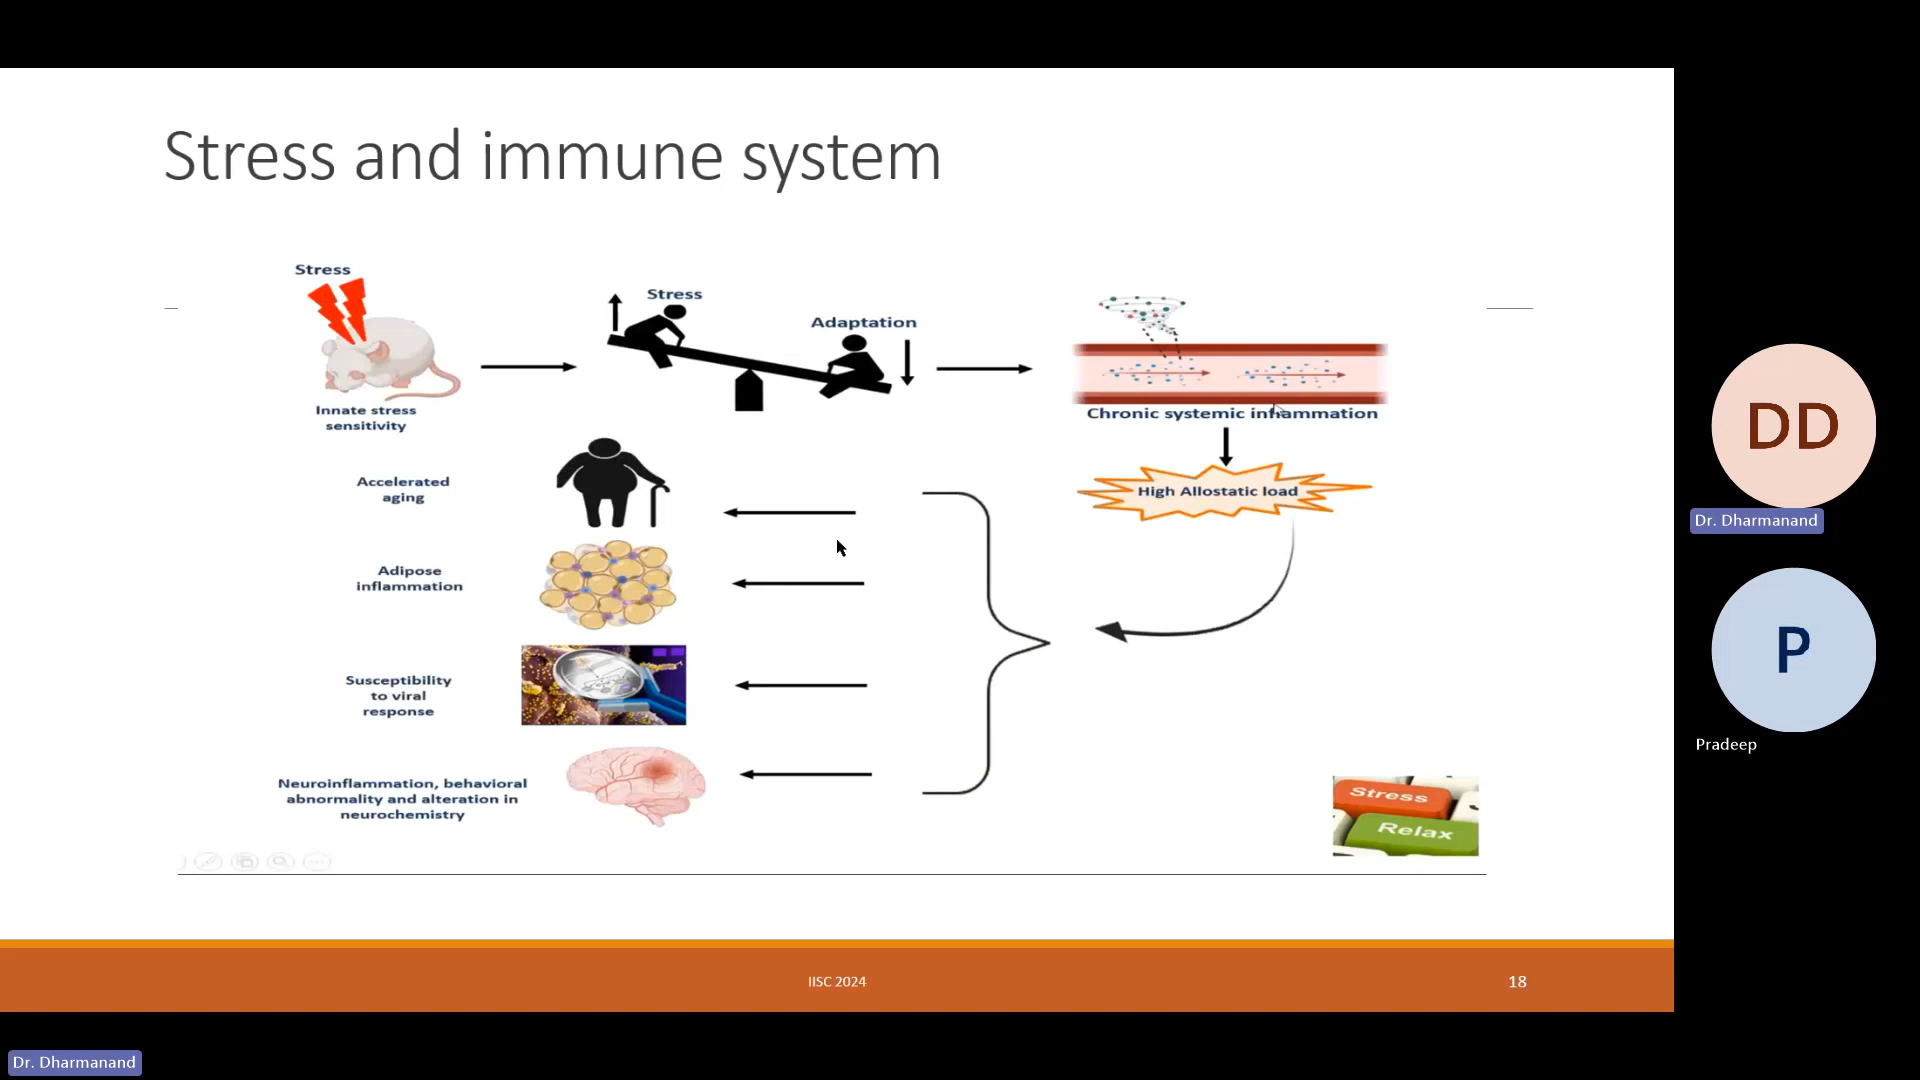 Stress and immune system
Stress
Innate stress
sensitivity
Stress
Adaptation
Chronic systemic inflammation
High Allostatic load
Accelerated
aging
Adipose
inflammation
Susceptibility
to viral
response
Neuroinflammation, behavioral
abnormality and alteration in
neurochemistry
Stress
Relax
IISC 2024
18
DD
Dr. Dharmanand
P
Pradeep
Dr. Dharmanand